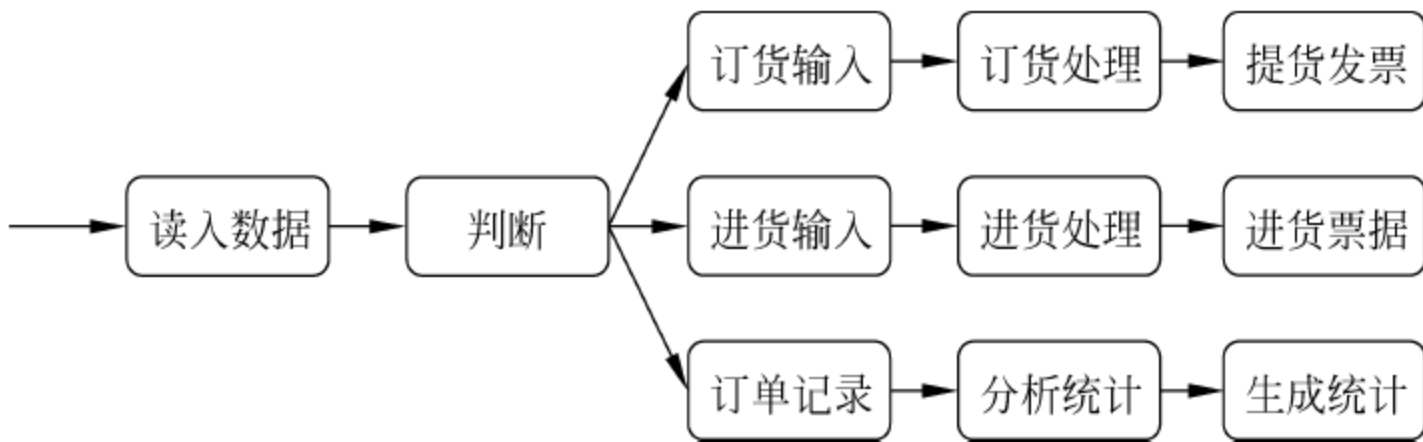 订货输入
订货处理
提货发票
读入数据
判断
进货输入
进货处理
进货票据
订单记录
分析统计
生成统计